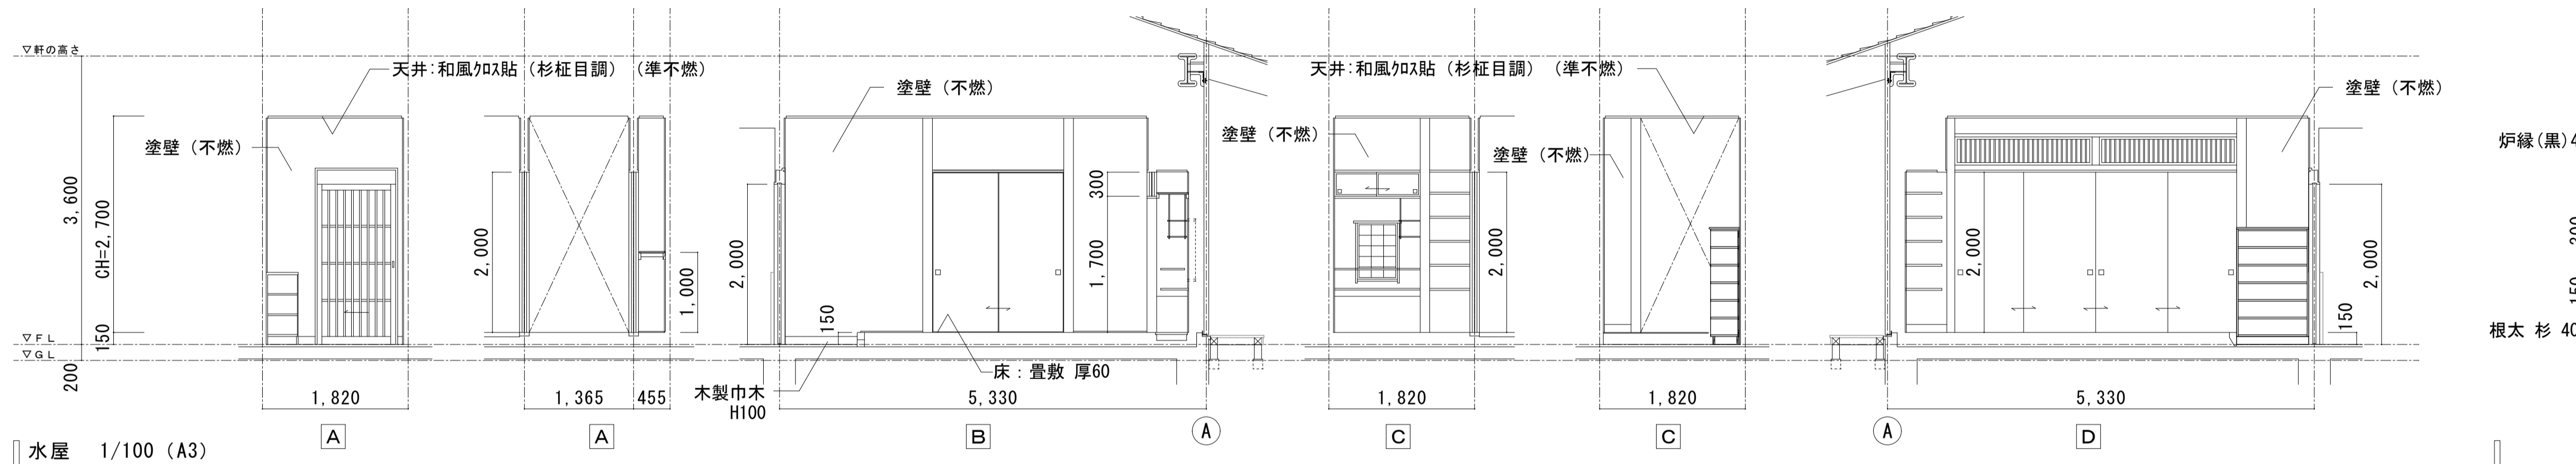 ▽軒の高さ
天井:和風クロス貼（杉柾目調）（準不燃）
塗壁（不燃）
3,600
CH=2,700
150
▽FL
▽GL
200
1,820
A
2,000
1,000
1,365
455
A
塗壁（不燃）
2,000
150
300
1,700
木製巾木
H100
床：畳敷 厚60
5,330
B
A
天井:和風クロス貼（杉柾目調）（準不燃）
塗壁（不燃）
2,000
1,820
C
塗壁（不燃）
1,820
C
塗壁（不燃）
2,000
2,000
150
5,330
A
D
炉縁(黒)4
300
150
根太 杉 40
水屋 1/100（A3）